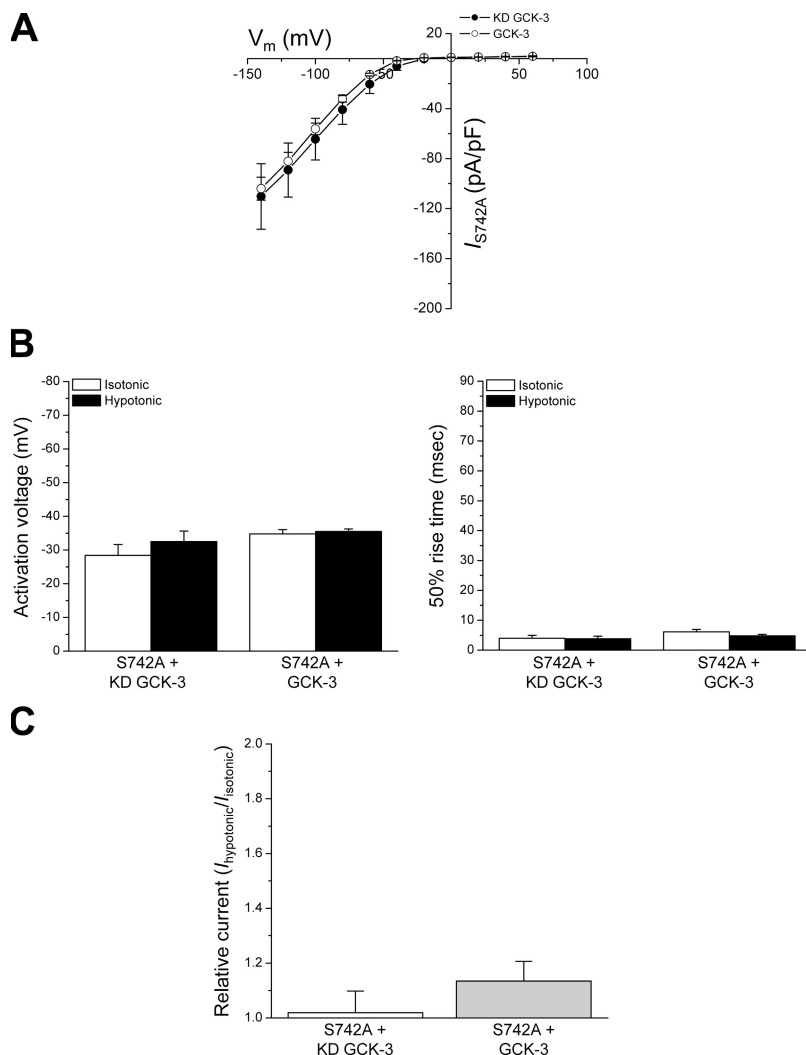 A
KD GCK-3
GCK-3
V_m (mV)
20
-150 -100 -50 50 100
-40
-80
-120
-160
-200
I_S742A (pA/pF)
B
Isotonic
Hypotonic
Activation voltage (mV)
-80
-70
-60
-50
-40
-30
-20
-10
0
S742A +
KD GCK-3
S742A +
GCK-3
Isotonic
Hypotonic
50% rise time (msec)
90
80
70
60
50
40
30
20
10
0
S742A +
KD GCK-3
S742A +
GCK-3
C
Relative current (I_hypotonic/I_isotonic)
2.0
1.8
1.6
1.4
1.2
1.0
S742A +
KD GCK-3
S742A +
GCK-3